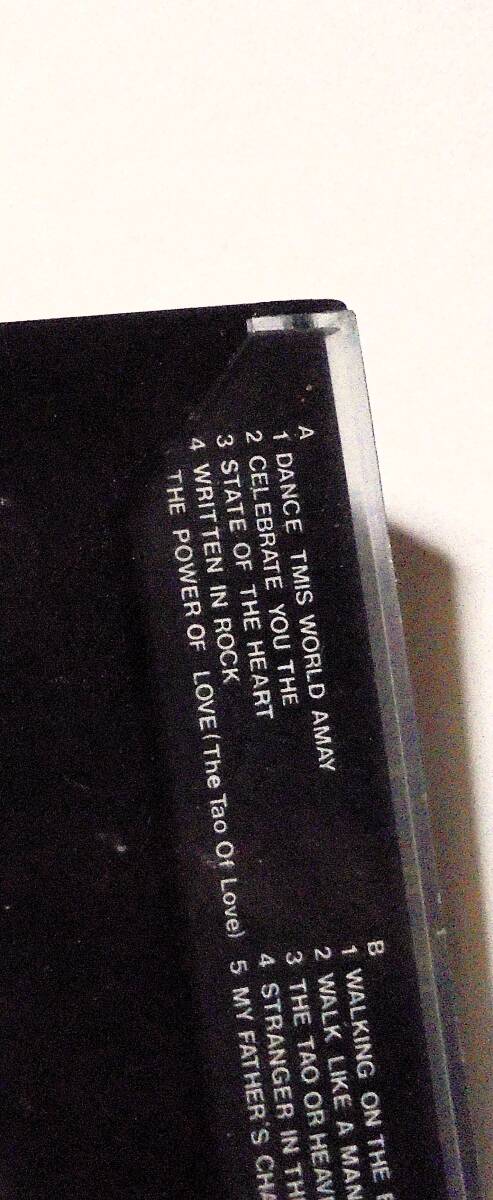 A
1 DANCE TMIS WORLD AMAY
2 CELEBRATE YOU THE
3 STATE OF THE HEART
4 WRITTEN IN ROCK
THE POWER OF LOVE (The Tao Of Love)
B
1 WALKING ON THE
2 WALK LIKE A MAN
3 THE TAO OR HEAVE
4 STRANGER IN TH
5 MY FATHER'S CHA